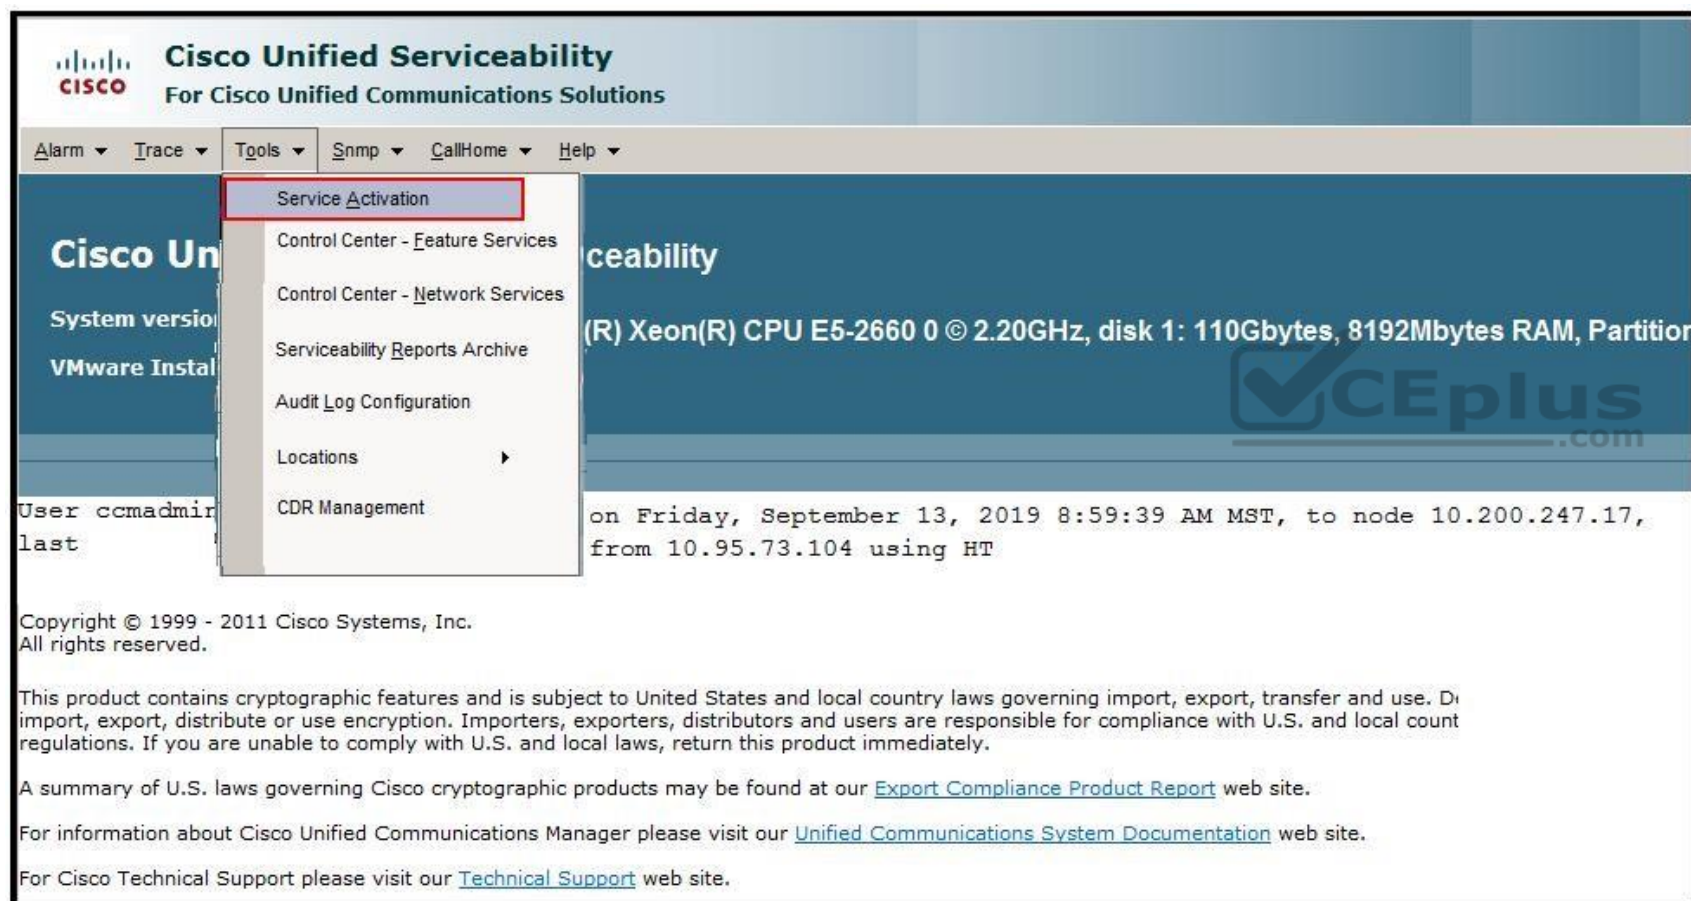 CISCO
Cisco Unified Serviceability
For Cisco Unified Communications Solutions
Alarm Trace Tools Snmp CallHome Help
Service Activation
Control Center - Feature Services
Control Center - Network Services
Serviceability Reports Archive
Audit Log Configuration
Locations
CDR Management
Cisco Un ceability
System versio (R) Xeon(R) CPU E5-2660 0 © 2.20GHz, disk 1: 110Gbytes, 8192Mbytes RAM, Partition
VMware Instal
VCEplus
.com
User ccmadmin on Friday, September 13, 2019 8:59:39 AM MST, to node 10.200.247.17,
last from 10.95.73.104 using HT
Copyright © 1999 - 2011 Cisco Systems, Inc.
All rights reserved.
This product contains cryptographic features and is subject to United States and local country laws governing import, export, transfer and use. D
import, export, distribute or use encryption. Importers, exporters, distributors and users are responsible for compliance with U.S. and local count
regulations. If you are unable to comply with U.S. and local laws, return this product immediately.
A summary of U.S. laws governing Cisco cryptographic products may be found at our Export Compliance Product Report web site.
For information about Cisco Unified Communications Manager please visit our Unified Communications System Documentation web site.
For Cisco Technical Support please visit our Technical Support web site.